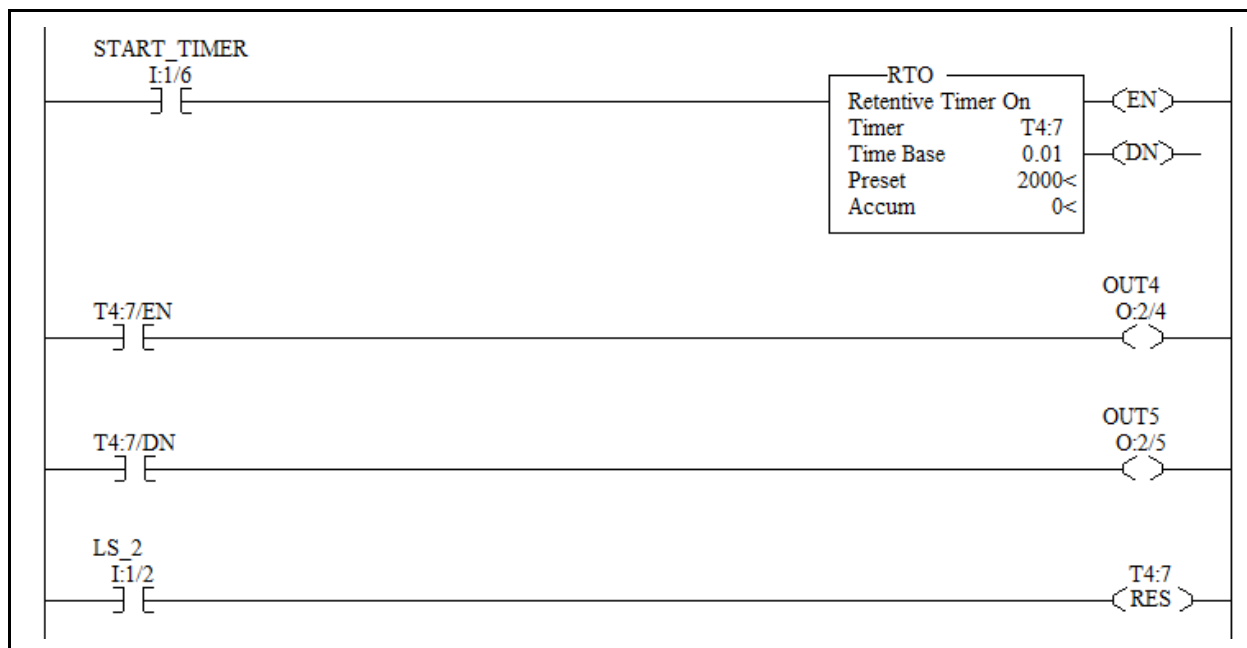 START_TIMER
I:1/6
RTO
Retentive Timer On
Timer T4:7
Time Base 0.01
Preset 2000<
Accum 0<
EN
DN
T4:7/EN
OUT4
O:2/4
T4:7/DN
OUT5
O:2/5
LS_2
I:1/2
T4:7
RES